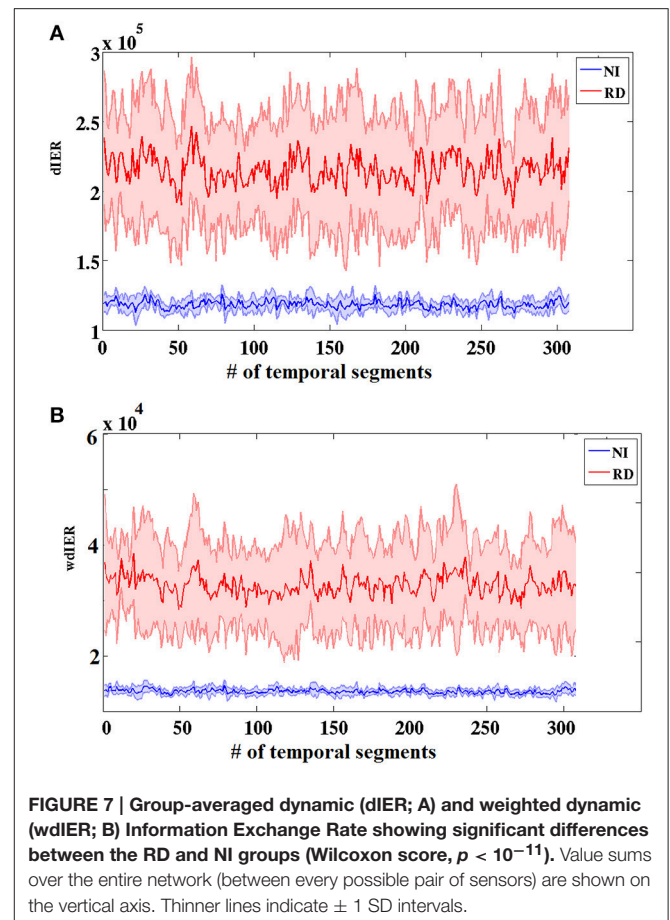 A
x 10⁵
3
2.5
2
1.5
1
dIER
NI
RD
0 50 100 150 200 250 300
# of temporal segments
B
x 10⁴
6
4
2
wdIER
NI
RD
0 50 100 150 200 250 300
# of temporal segments
FIGURE 7 | Group-averaged dynamic (dIER; A) and weighted dynamic
(wdIER; B) Information Exchange Rate showing significant differences
between the RD and NI groups (Wilcoxon score, p < 10⁻¹¹). Value sums
over the entire network (between every possible pair of sensors) are shown on
the vertical axis. Thinner lines indicate ± 1 SD intervals.